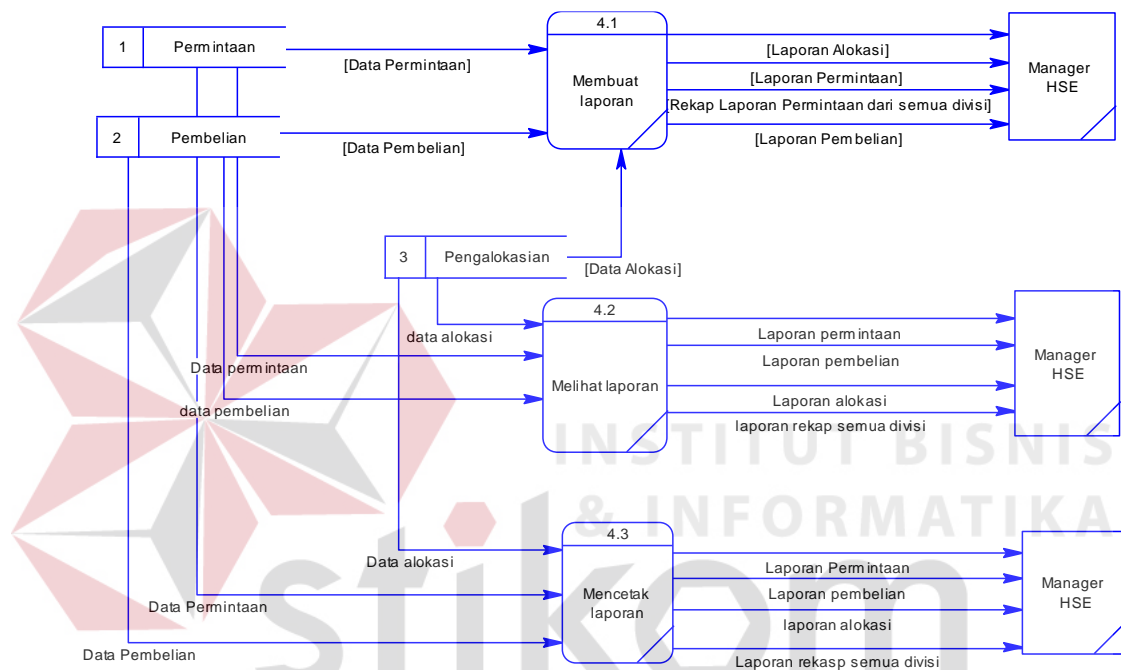 4.1
1 Permintaan
[Data Permintaan]
Membuat
laporan
[Laporan Alokasi]
[Laporan Permintaan]
[Rekap Laporan Permintaan dari semua divisi]
[Laporan Pembelian]
Manager
HSE
2 Pembelian
[Data Pembelian]
3 Pengalokasian
[Data Alokasi]
4.2
data alokasi
Data permintaan
data pembelian
Melihat laporan
Laporan permintaan
Laporan pembelian
Laporan alokasi
laporan rekap semua divisi
Manager
HSE
INSTITUT BISNIS
& INFORMATIKA
stikom
4.3
Data alokasi
Data Permintaan
Data Pembelian
Mencetak
laporan
Laporan Permintaan
Laporan pembelian
laporan alokasi
Laporan rekasp semua divisi
Manager
HSE